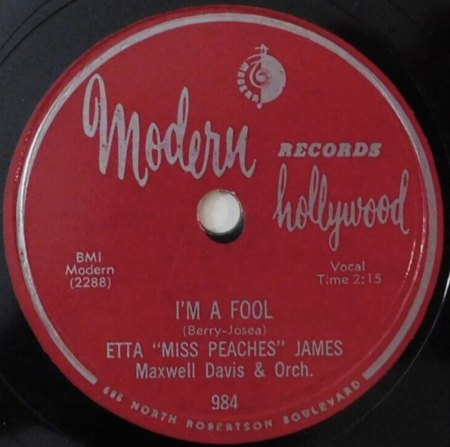 MODERN
Modern
RECORDS
hollywood
BMI
Modern
(2288)
Vocal
Time 2:15
I'M A FOOL
(Berry-Josea)
ETTA "MISS PEACHES" JAMES
Maxwell Davis & Orch.
984
686 NORTH ROBERTSON BOULEVARD